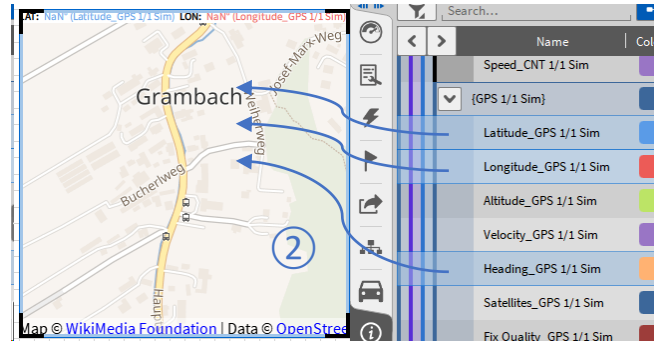 LAT: NaN° (Latitude_GPS 1/1 Sim) LON: NaN° (Longitude_GPS 1/1 Sim)
Josef-Marx-Weg
Grambach
Weiherweg
Bucherlweg
2
Haup
Map © WikiMedia Foundation | Data © OpenStree
Search...
< > Name Col
Speed_CNT 1/1 Sim
{GPS 1/1 Sim}
Latitude_GPS 1/1 Sim
Longitude_GPS 1/1 Sim
Altitude_GPS 1/1 Sim
Velocity_GPS 1/1 Sim
Heading_GPS 1/1 Sim
Satellites_GPS 1/1 Sim
Fix Quality_GPS 1/1 Sim